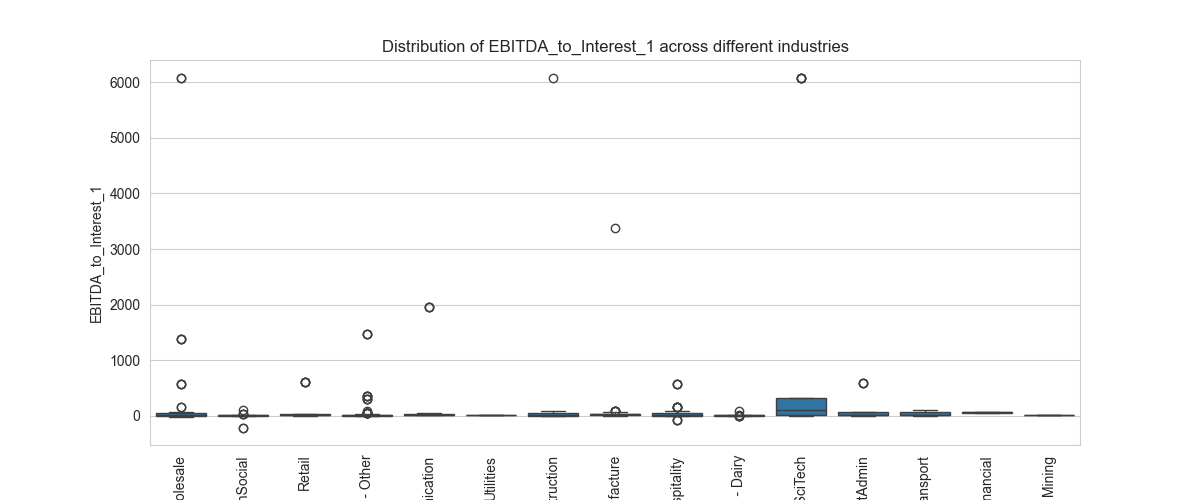 Distribution of EBITDA_to_Interest_1 across different industries
EBITDA_to_Interest_1
6000
5000
4000
3000
2000
1000
0
olesale
nSocial
Retail
- Other
ication
Utilities
truction
facture
spitality
- Dairy
SciTech
tAdmin
ansport
nancial
Mining